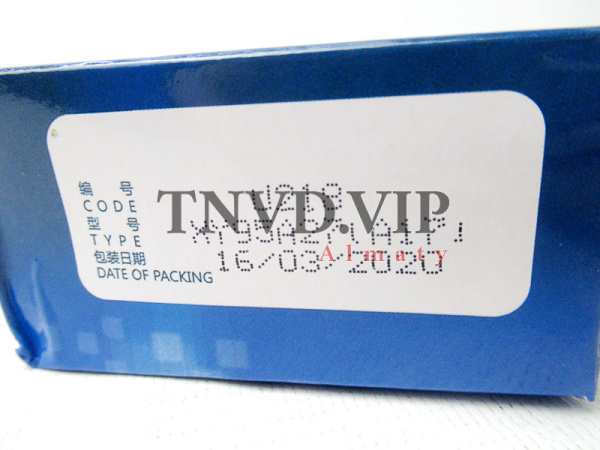 编 号
CODE
型 号
TYPE
包装日期
DATE OF PACKING
16/03/2020
TNVD.VIP
Almaty